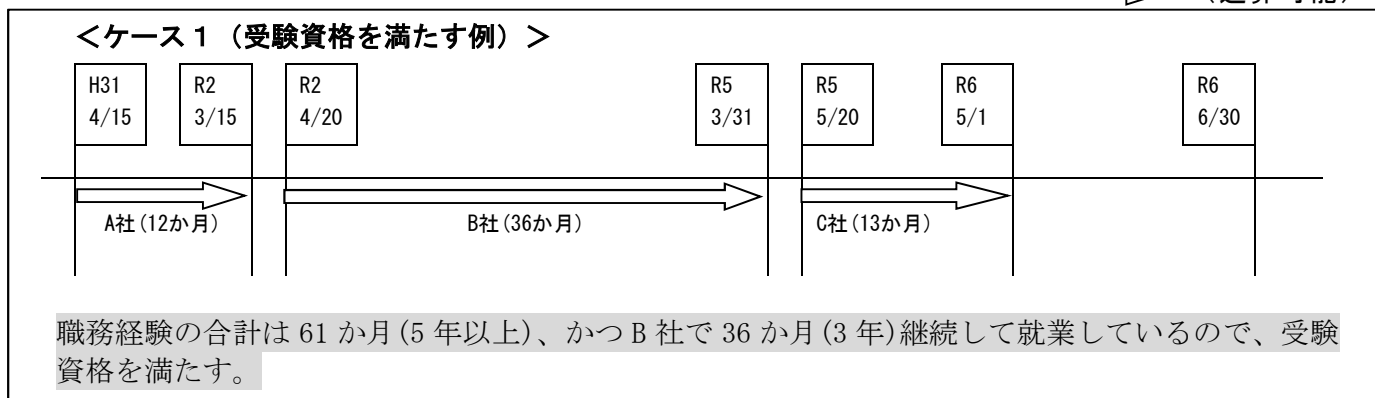 ＜ケース１（受験資格を満たす例）＞
H31
4/15
R2
3/15
R2
4/20
R5
3/31
R5
5/20
R6
5/1
R6
6/30
A社(12か月)
B社(36か月)
C社(13か月)
職務経験の合計は 61 か月(5 年以上)、かつ B 社で 36 か月(3 年)継続して就業しているので、受験
資格を満たす。